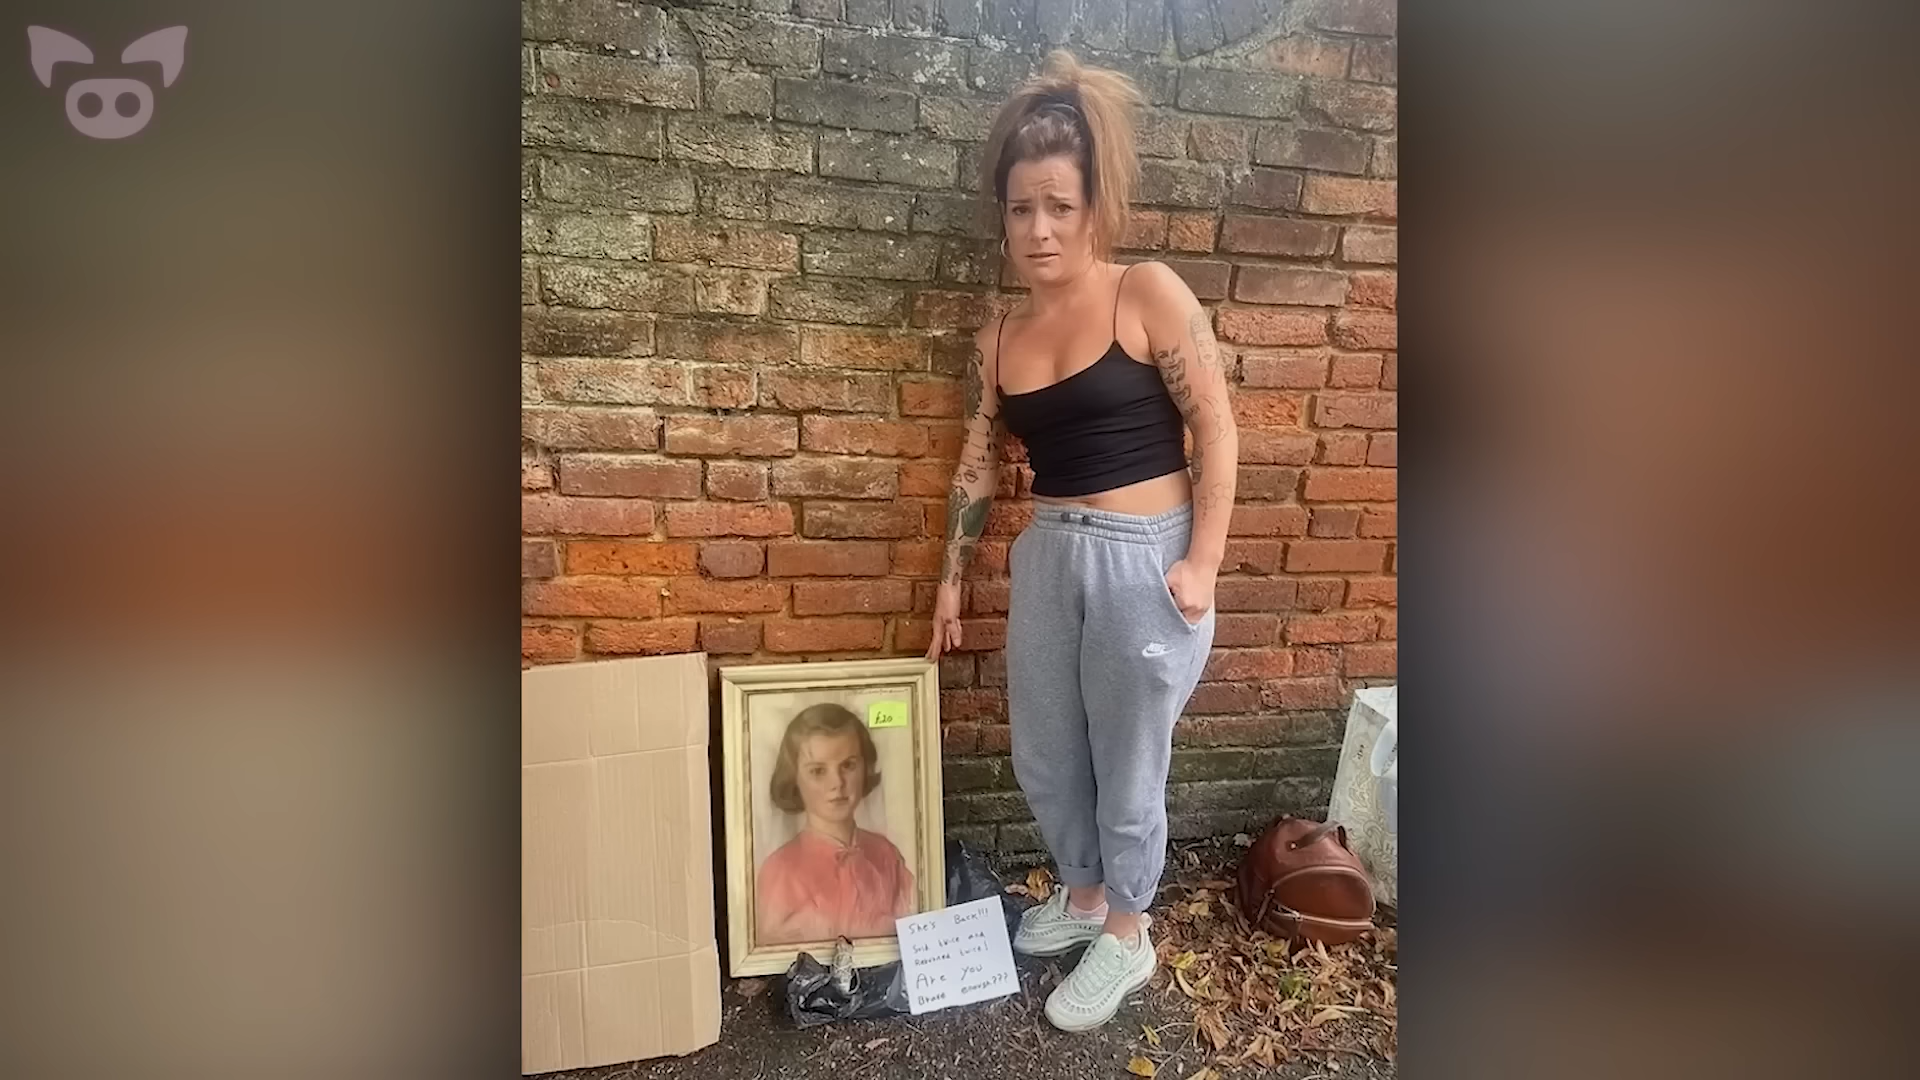 £20
She's Back!!!
Sold twice and
Returned twice!
Are You
Brave enough???